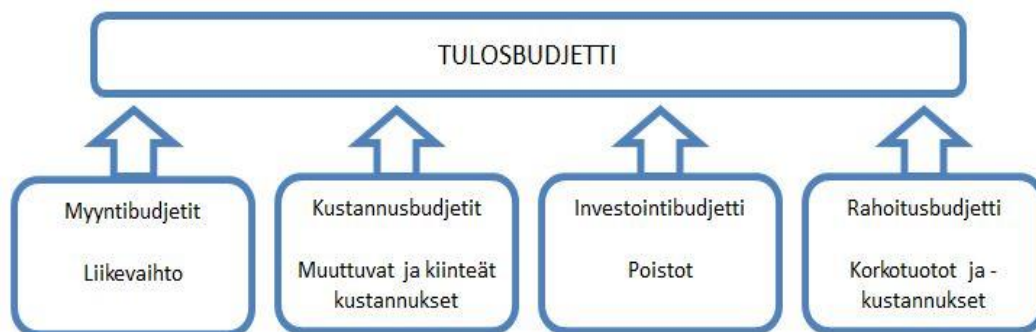 TULOSBUDJETTI
Myyntibudjetit
Liikevaihto
Kustannusbudjetit
Muuttuvat ja kiinteät
kustannukset
Investointibudjetti
Poistot
Rahoitusbudjetti
Korkotuotot ja -
kustannukset